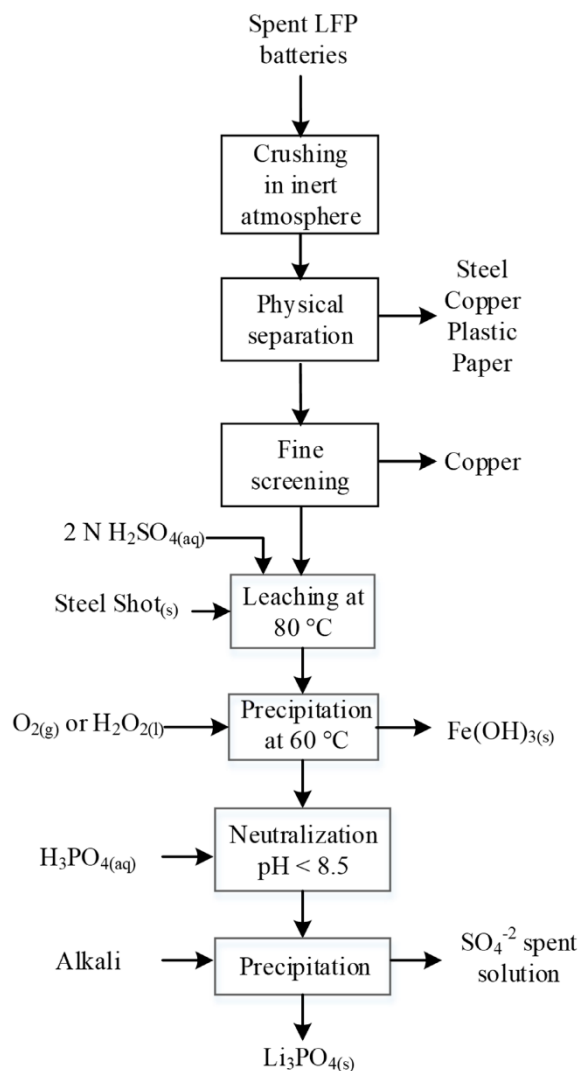 Spent LFP
batteries
Crushing
in inert
atmosphere
Physical
separation
Steel
Copper
Plastic
Paper
Fine
screening
Copper
2 N H₂SO₄₍ₐq₎
Steel Shot₍ₛ₎
Leaching at
80 °C
O₂₍g₎ or H₂O₂₍ₗ₎
Precipitation
at 60 °C
Fe(OH)₃₍ₛ₎
H₃PO₄₍ₐq₎
Neutralization
pH < 8.5
Alkali
Precipitation
SO₄⁻² spent
solution
Li₃PO₄₍ₛ₎